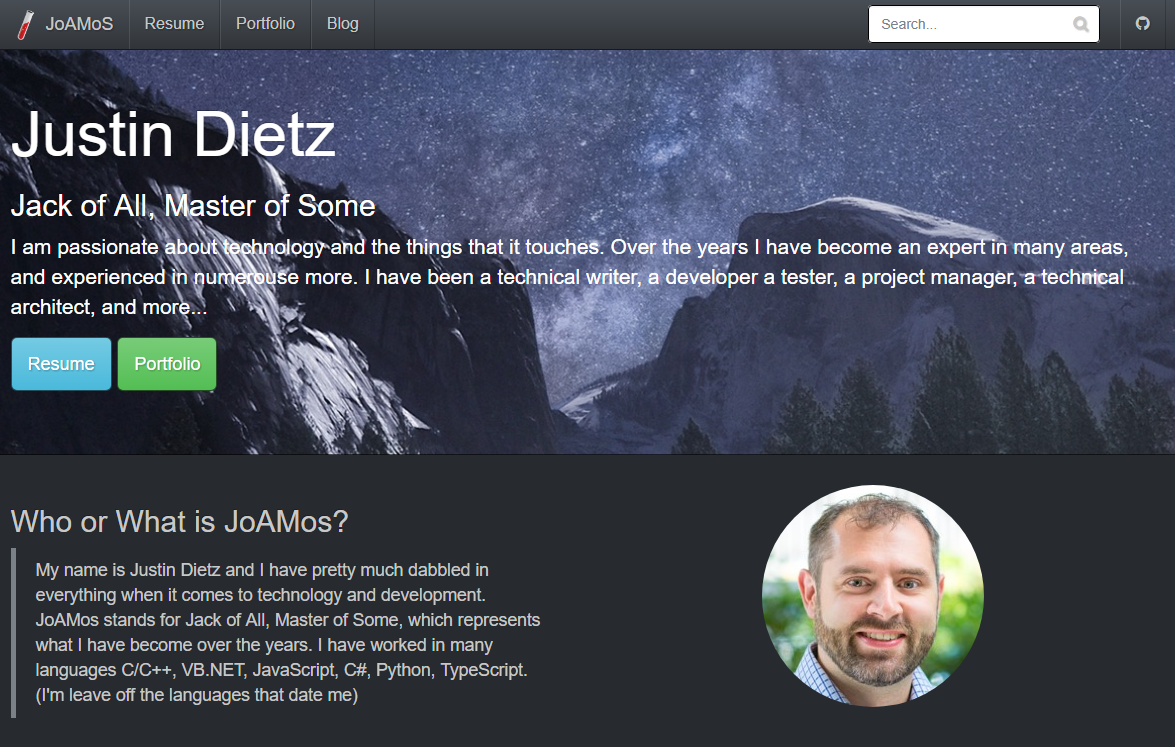 JoAMoS Resume Portfolio Blog Search...
Justin Dietz
Jack of All, Master of Some
I am passionate about technology and the things that it touches. Over the years I have become an expert in many areas,
and experienced in numerouse more. I have been a technical writer, a developer a tester, a project manager, a technical
architect, and more...
Resume Portfolio
Who or What is JoAMos?
My name is Justin Dietz and I have pretty much dabbled in
everything when it comes to technology and development.
JoAMos stands for Jack of All, Master of Some, which represents
what I have become over the years. I have worked in many
languages C/C++, VB.NET, JavaScript, C#, Python, TypeScript.
(I'm leave off the languages that date me)